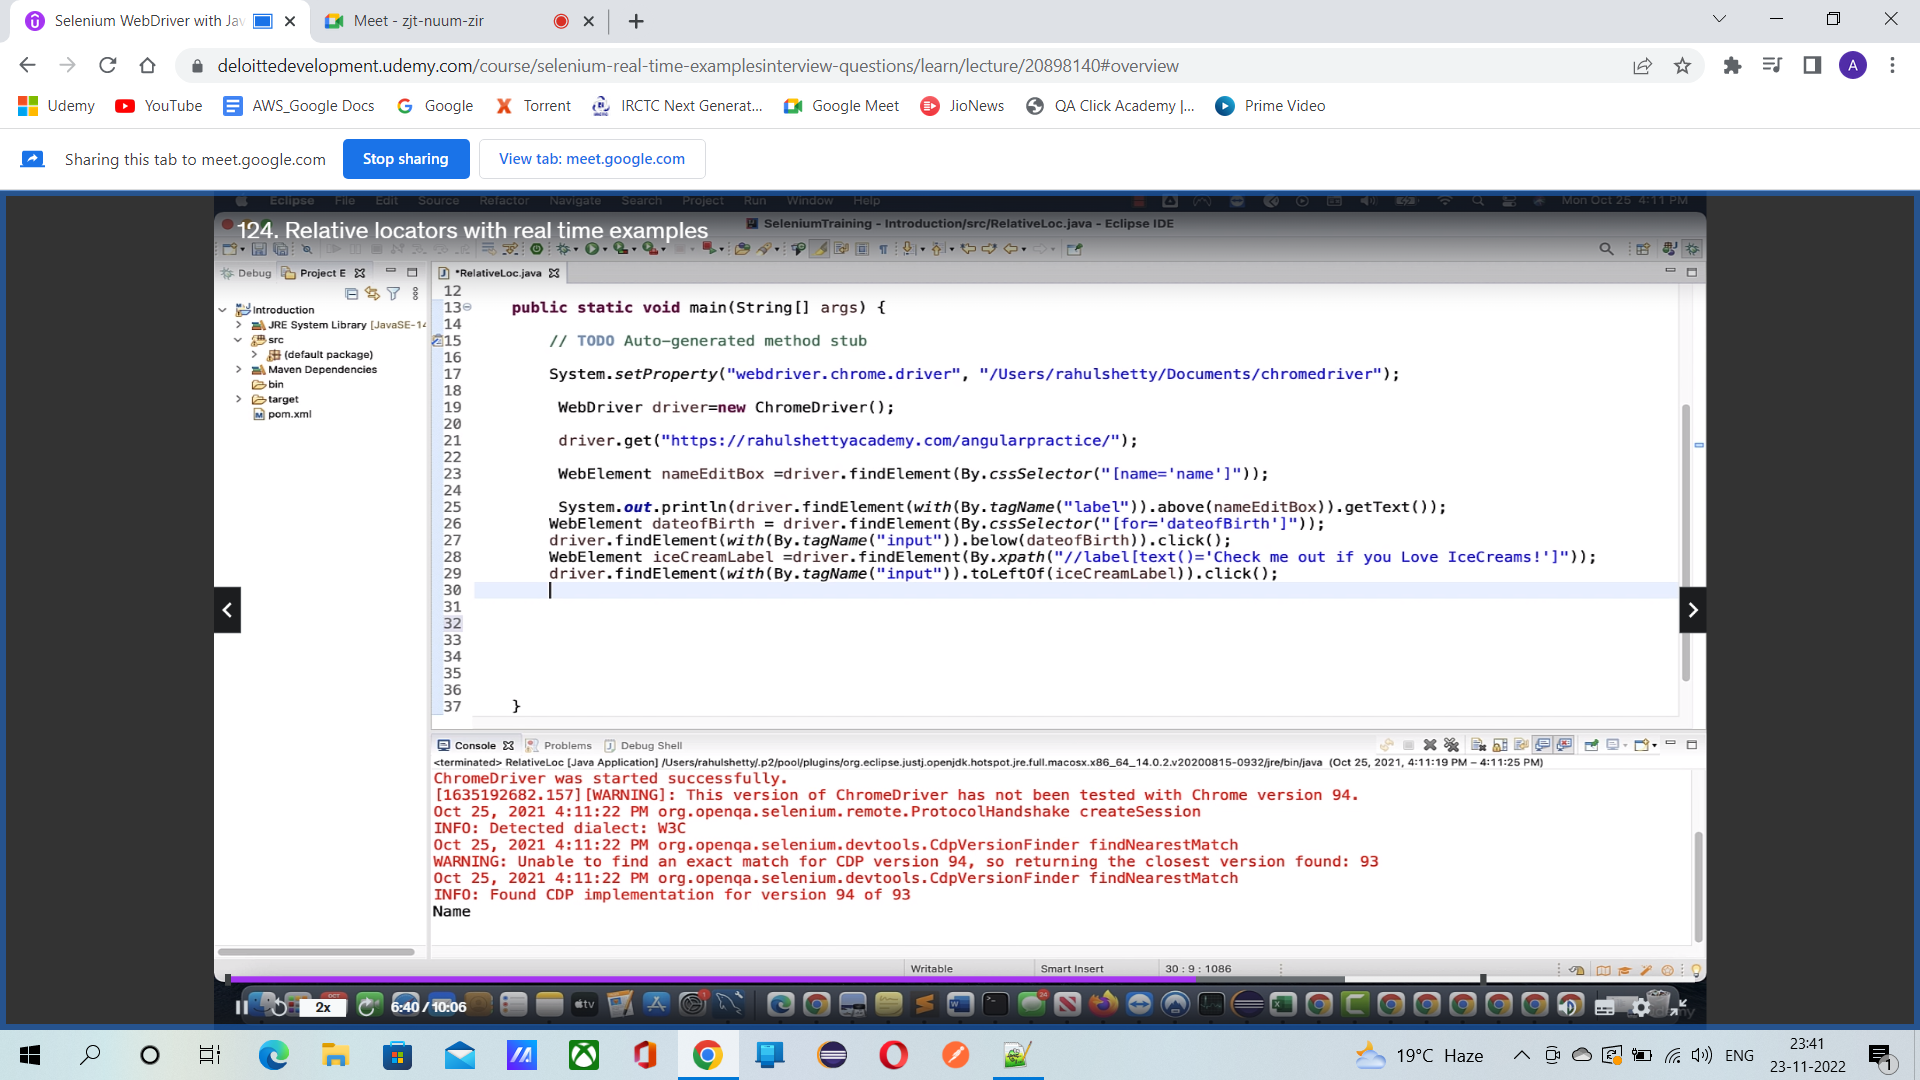 Selenium WebDriver with Jav
Meet - zjt-nuum-zir
deloittedevelopment.udemy.com/course/selenium-real-time-examplesinterview-questions/learn/lecture/20898140#overview
A
Udemy YouTube AWS_Google Docs Google Torrent IRCTC Next Generat... Google Meet JioNews QA Click Academy |... Prime Video
Sharing this tab to meet.google.com Stop sharing View tab: meet.google.com
Eclipse File Edit Source Refactor Navigate Search Project Run Window Help Mon Oct 25 4:11 PM
124. Relative locators with real time examples
SeleniumTraining - Introduction/src/RelativeLoc.java - Eclipse IDE
Debug Project E *RelativeLoc.java
Introduction
JRE System Library [JavaSE-14
src
(default package)
Maven Dependencies
bin
target
pom.xml
12
13 public static void main(String[] args) {
14
15 // TODO Auto-generated method stub
16
17 System.setProperty("webdriver.chrome.driver", "/Users/rahulshetty/Documents/chromedriver");
18
19 WebDriver driver=new ChromeDriver();
20
21 driver.get("https://rahulshettyacademy.com/angularpractice/");
22
23 WebElement nameEditBox =driver.findElement(By.cssSelector("[name='name']"));
24
25 System.out.println(driver.findElement(with(By.tagName("label")).above(nameEditBox)).getText());
26 WebElement dateofBirth = driver.findElement(By.cssSelector("[for='dateofBirth']"));
27 driver.findElement(with(By.tagName("input")).below(dateofBirth)).click();
28 WebElement iceCreamLabel =driver.findElement(By.xpath("//label[text()='Check me out if you Love IceCreams!']"));
29 driver.findElement(with(By.tagName("input")).toLeftOf(iceCreamLabel)).click();
30
31
32
33
34
35
36
37 }
Console Problems Debug Shell
<terminated> RelativeLoc [Java Application] /Users/rahulshetty/.p2/pool/plugins/org.eclipse.justj.openjdk.hotspot.jre.full.macosx.x86_64_14.0.2.v20200815-0932/jre/bin/java (Oct 25, 2021, 4:11:19 PM – 4:11:25 PM)
ChromeDriver was started successfully.
[1635192682.157][WARNING]: This version of ChromeDriver has not been tested with Chrome version 94.
Oct 25, 2021 4:11:22 PM org.openqa.selenium.remote.ProtocolHandshake createSession
INFO: Detected dialect: W3C
Oct 25, 2021 4:11:22 PM org.openqa.selenium.devtools.CdpVersionFinder findNearestMatch
WARNING: Unable to find an exact match for CDP version 94, so returning the closest version found: 93
Oct 25, 2021 4:11:22 PM org.openqa.selenium.devtools.CdpVersionFinder findNearestMatch
INFO: Found CDP implementation for version 94 of 93
Name
Writable Smart Insert 30 : 9 : 1086
2x 6:40 / 10:06
tv
19°C Haze ENG 23:41
23-11-2022
1